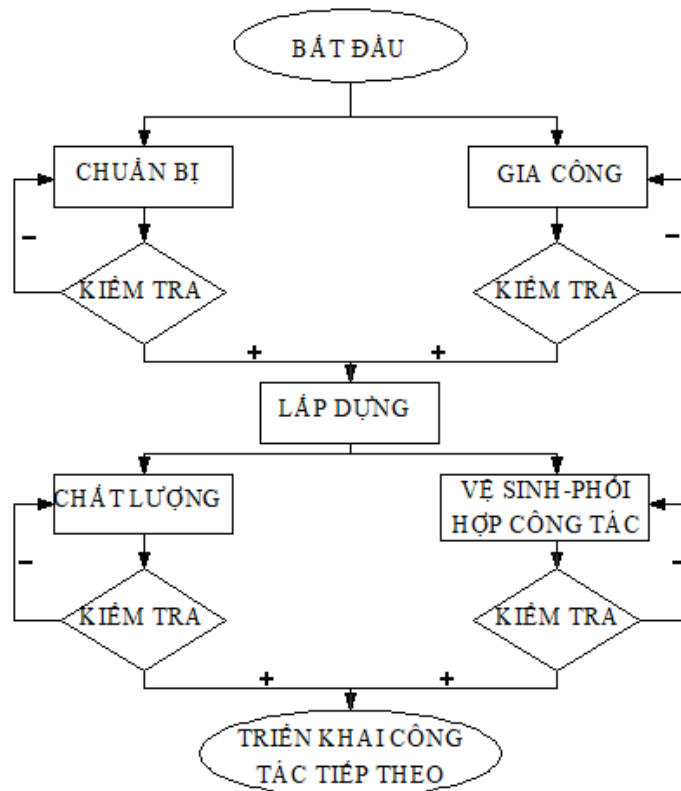 BẮT ĐẦU
CHUẨN BỊ
GIA CÔNG
KIỂM TRA
KIỂM TRA
LẮP DỰNG
CHẤT LƯỢNG
VỆ SINH-PHỐI
HỢP CÔNG TÁC
KIỂM TRA
KIỂM TRA
TRIỂN KHAI CÔNG
TÁC TIẾP THEO